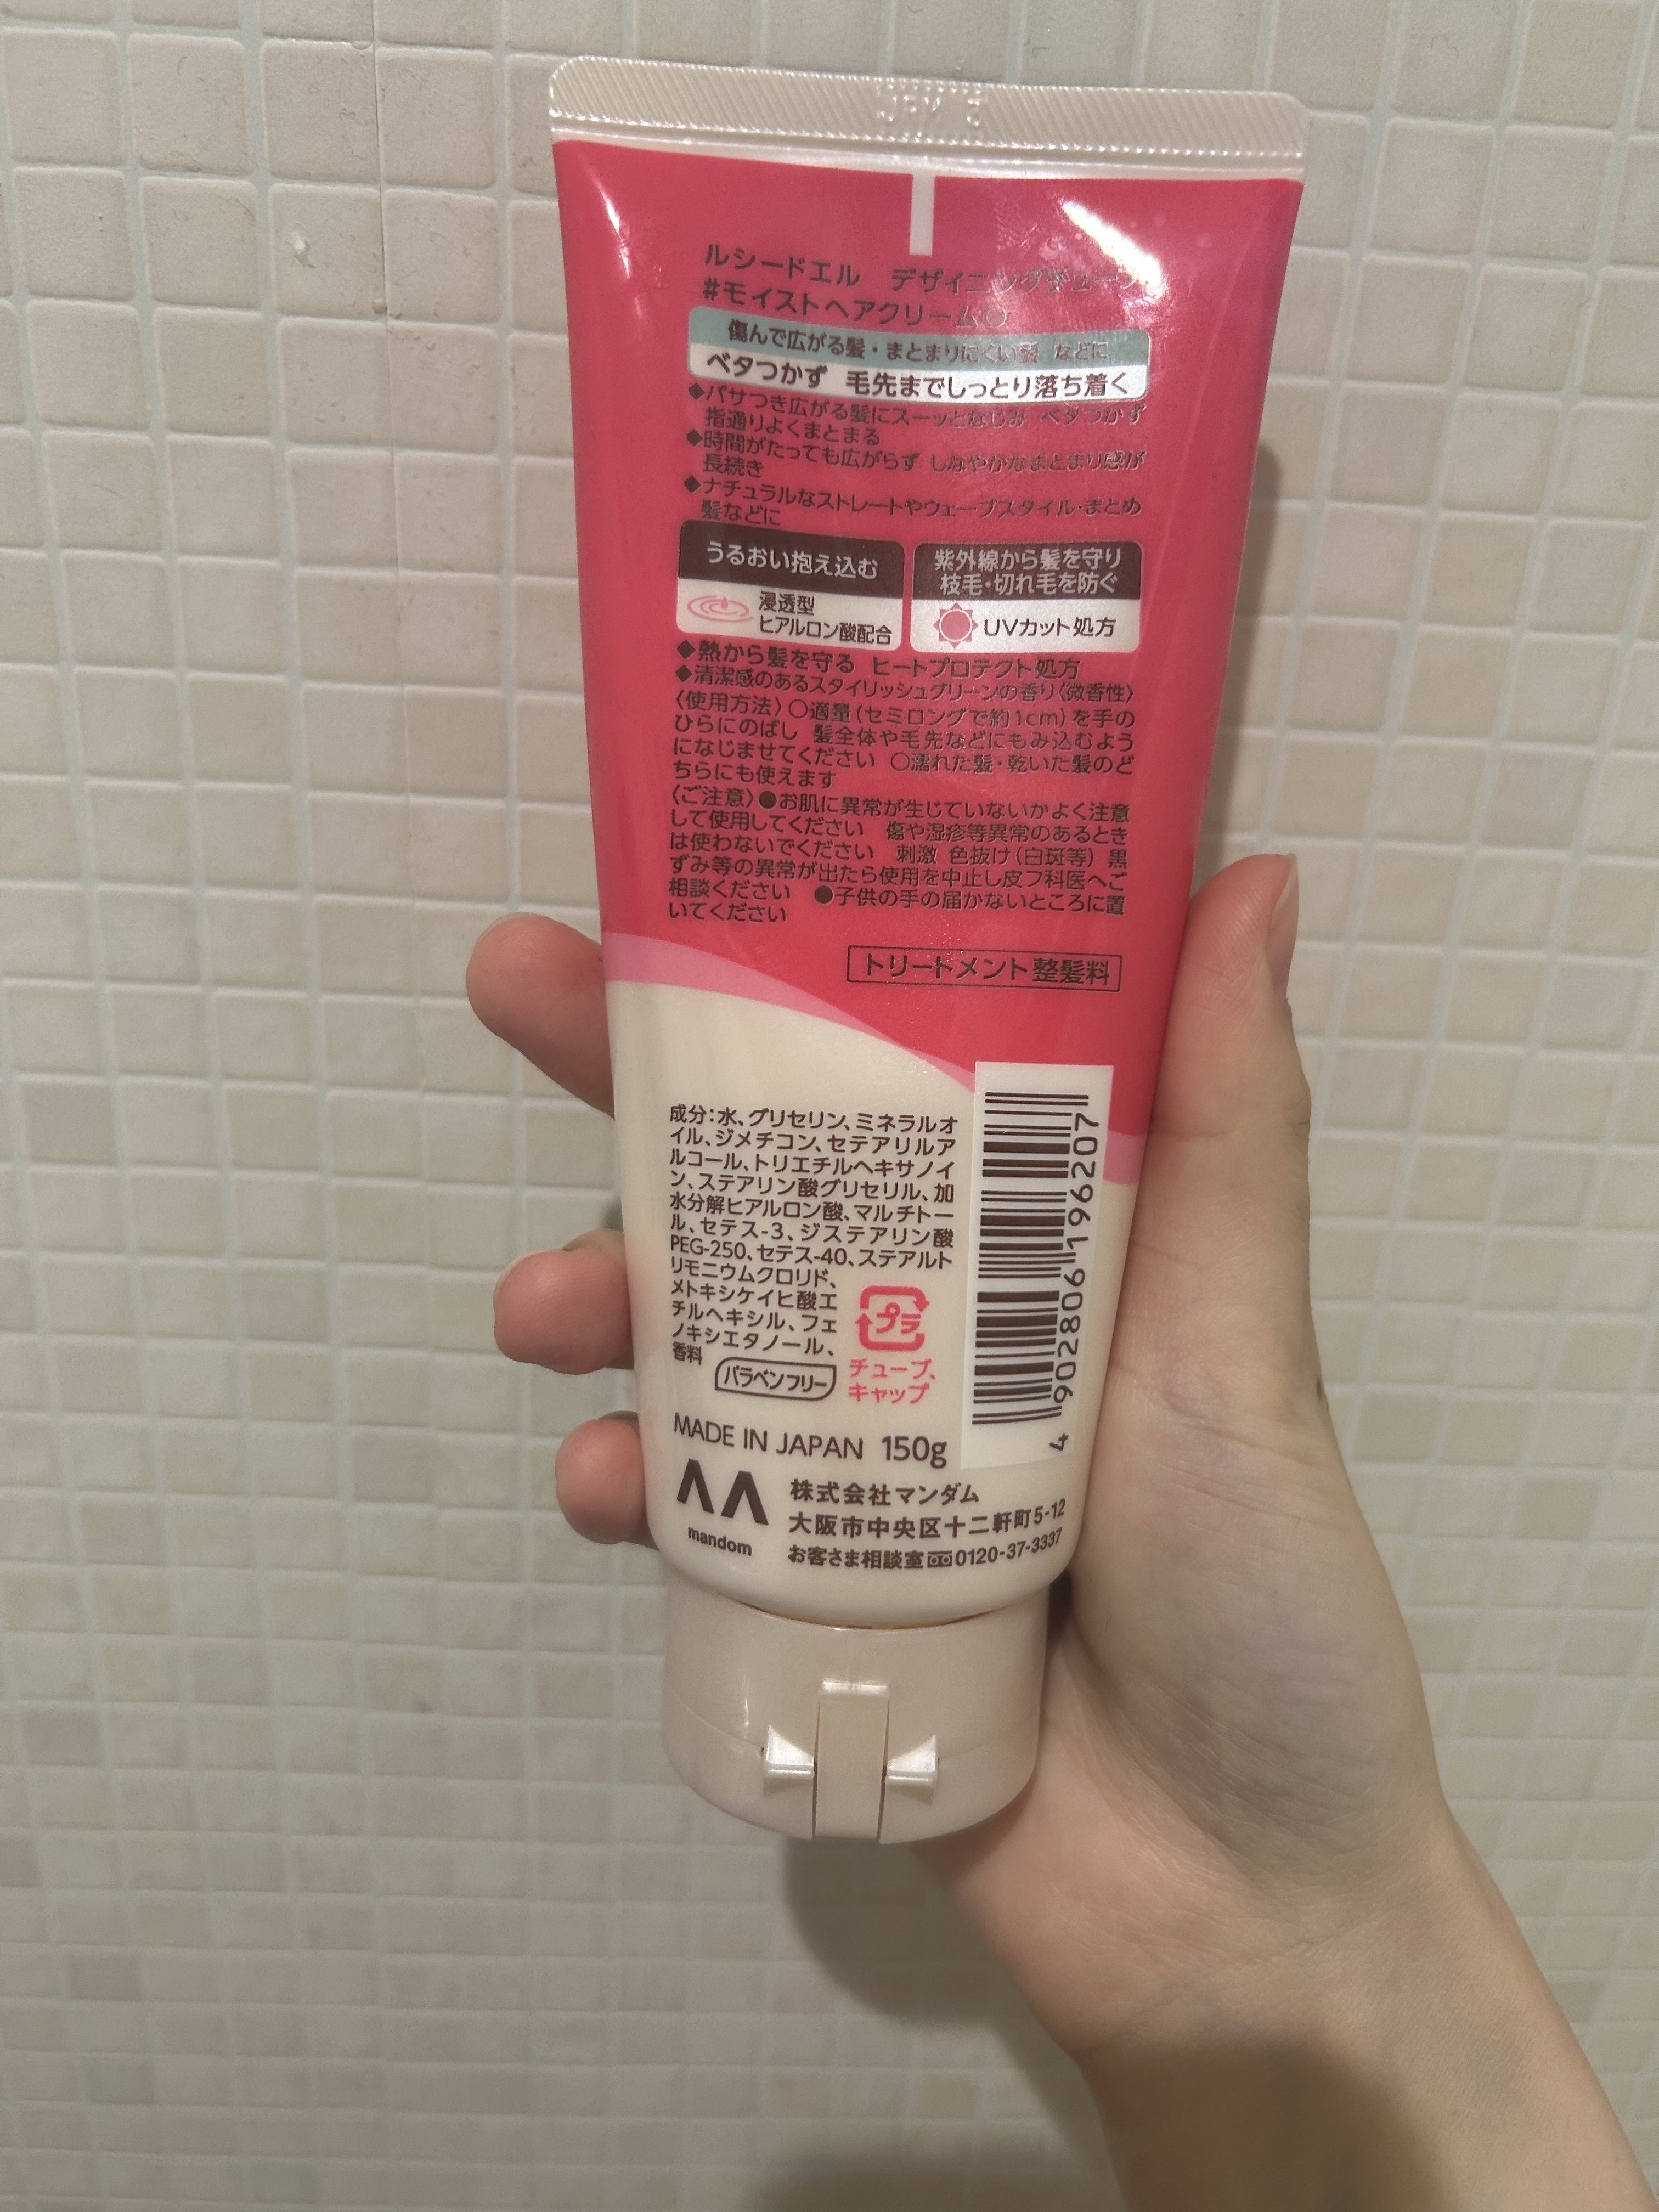 ルシードエル デザイニングチューブ
#モイストヘアクリームO
傷んで広がる髪・まとまりにくい髪 などに
ベタつかず 毛先までしっとり落ち着く
◆パサつき広がる髪にスーッとなじみ ベタつかず
指通りよくまとまる
◆時間がたっても広がらず しなやかなまとまり感が
長続き
◆ナチュラルなストレートやウェーブスタイル・まとめ
髪などに
うるおい抱え込む
浸透型
ヒアルロン酸配合
紫外線から髪を守り
枝毛・切れ毛を防ぐ
UVカット処方
◆熱から髪を守る ヒートプロテクト処方
◆清潔感のあるスタイリッシュグリーンの香り〈微香性〉
〈使用方法〉○適量(セミロングで約1cm)を手の
ひらにのばし 髪全体や毛先などにもみ込むよう
になじませてください ○濡れた髪・乾いた髪のど
ちらにも使えます
〈ご注意〉●お肌に異常が生じていないかよく注意
して使用してください 傷や湿疹等異常のあるとき
は使わないでください 刺激 色抜け(白斑等) 黒
ずみ等の異常が出たら使用を中止し皮フ科医へご
相談ください ●子供の手の届かないところに置
いてください
トリートメント整髪料
成分:水、グリセリン、ミネラルオ
イル、ジメチコン、セテアリルア
ルコール、トリエチルヘキサノイ
ン、ステアリン酸グリセリル、加
水分解ヒアルロン酸、マルチトー
ル、セテス-3、ジステアリン酸
PEG-250、セテス-40、ステアルト
リモニウムクロリド、
メトキシケイヒ酸エ
チルヘキシル、フェ
ノキシエタノール、
香料
パラベンフリー
プラ
チューブ、
キャップ
4 902806 196207
MADE IN JAPAN 150g
mandom
株式会社マンダム
大阪市中央区十二軒町5-12
お客さま相談室 0120-37-3337